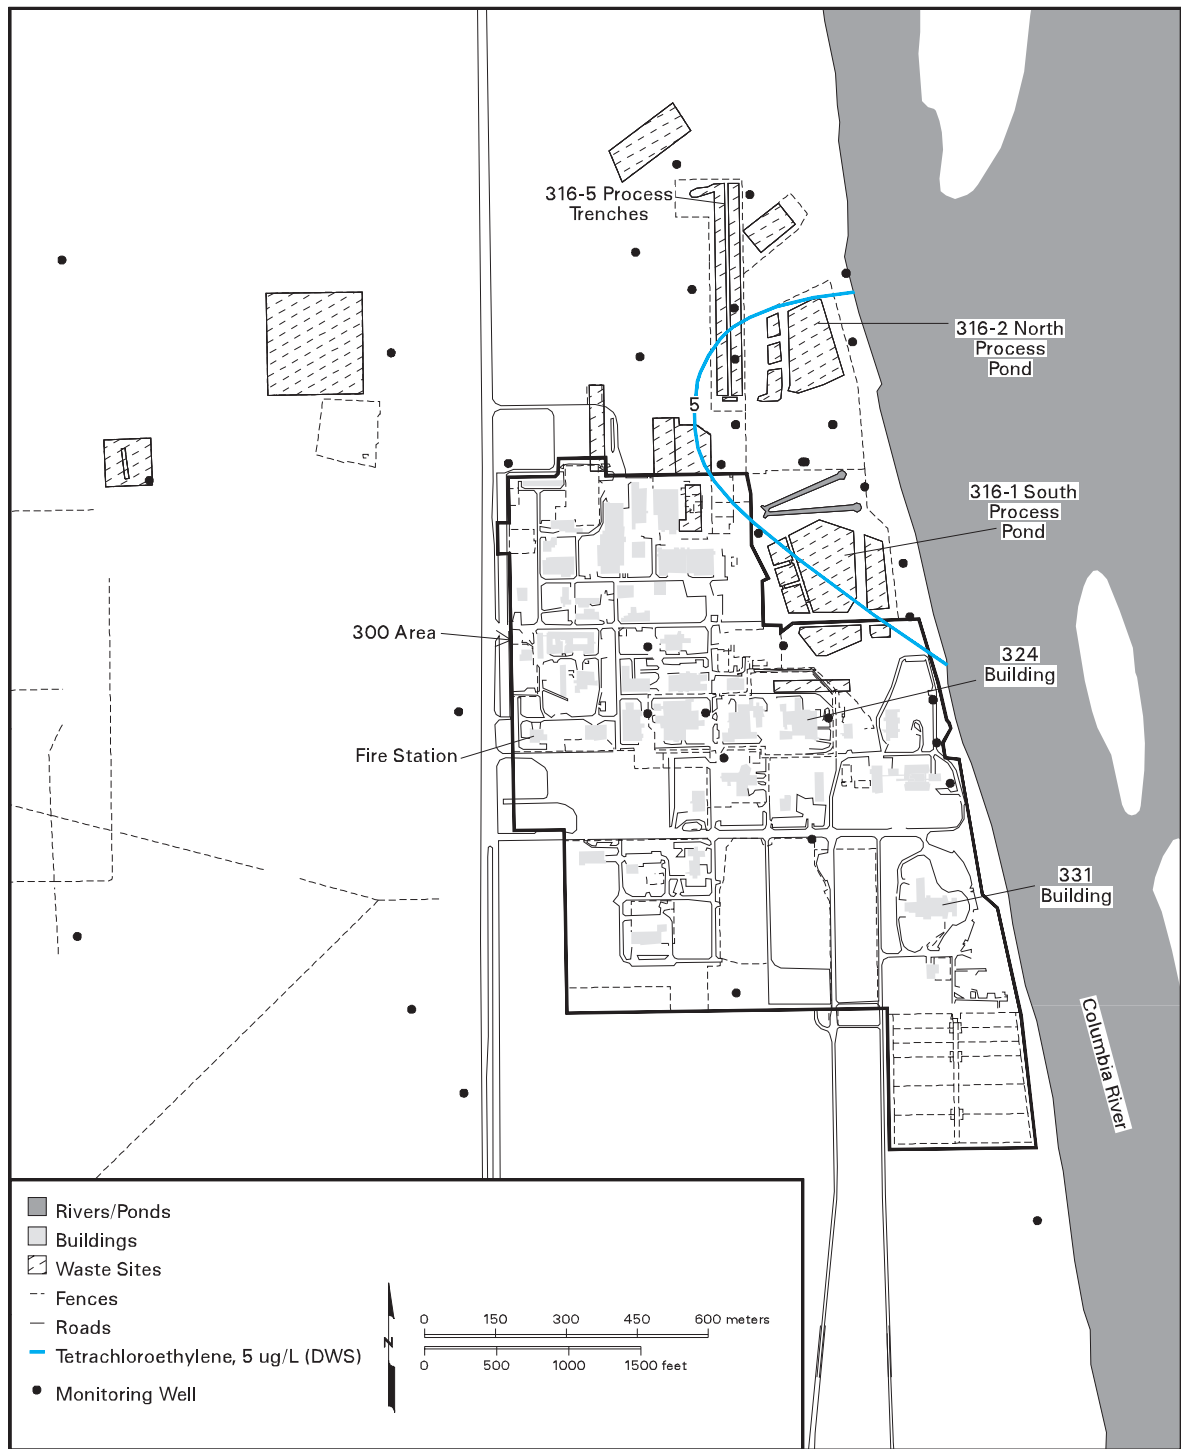 316-5 Process
Trenches
316-2 North
Process
Pond
5
316-1 South
Process
Pond
300 Area
324
Building
Fire Station
331
Building
Columbia River
Rivers/Ponds
Buildings
Waste Sites
Fences
Roads
Tetrachloroethylene, 5 ug/L (DWS)
Monitoring Well
N
0 150 300 450 600 meters
0 500 1000 1500 feet